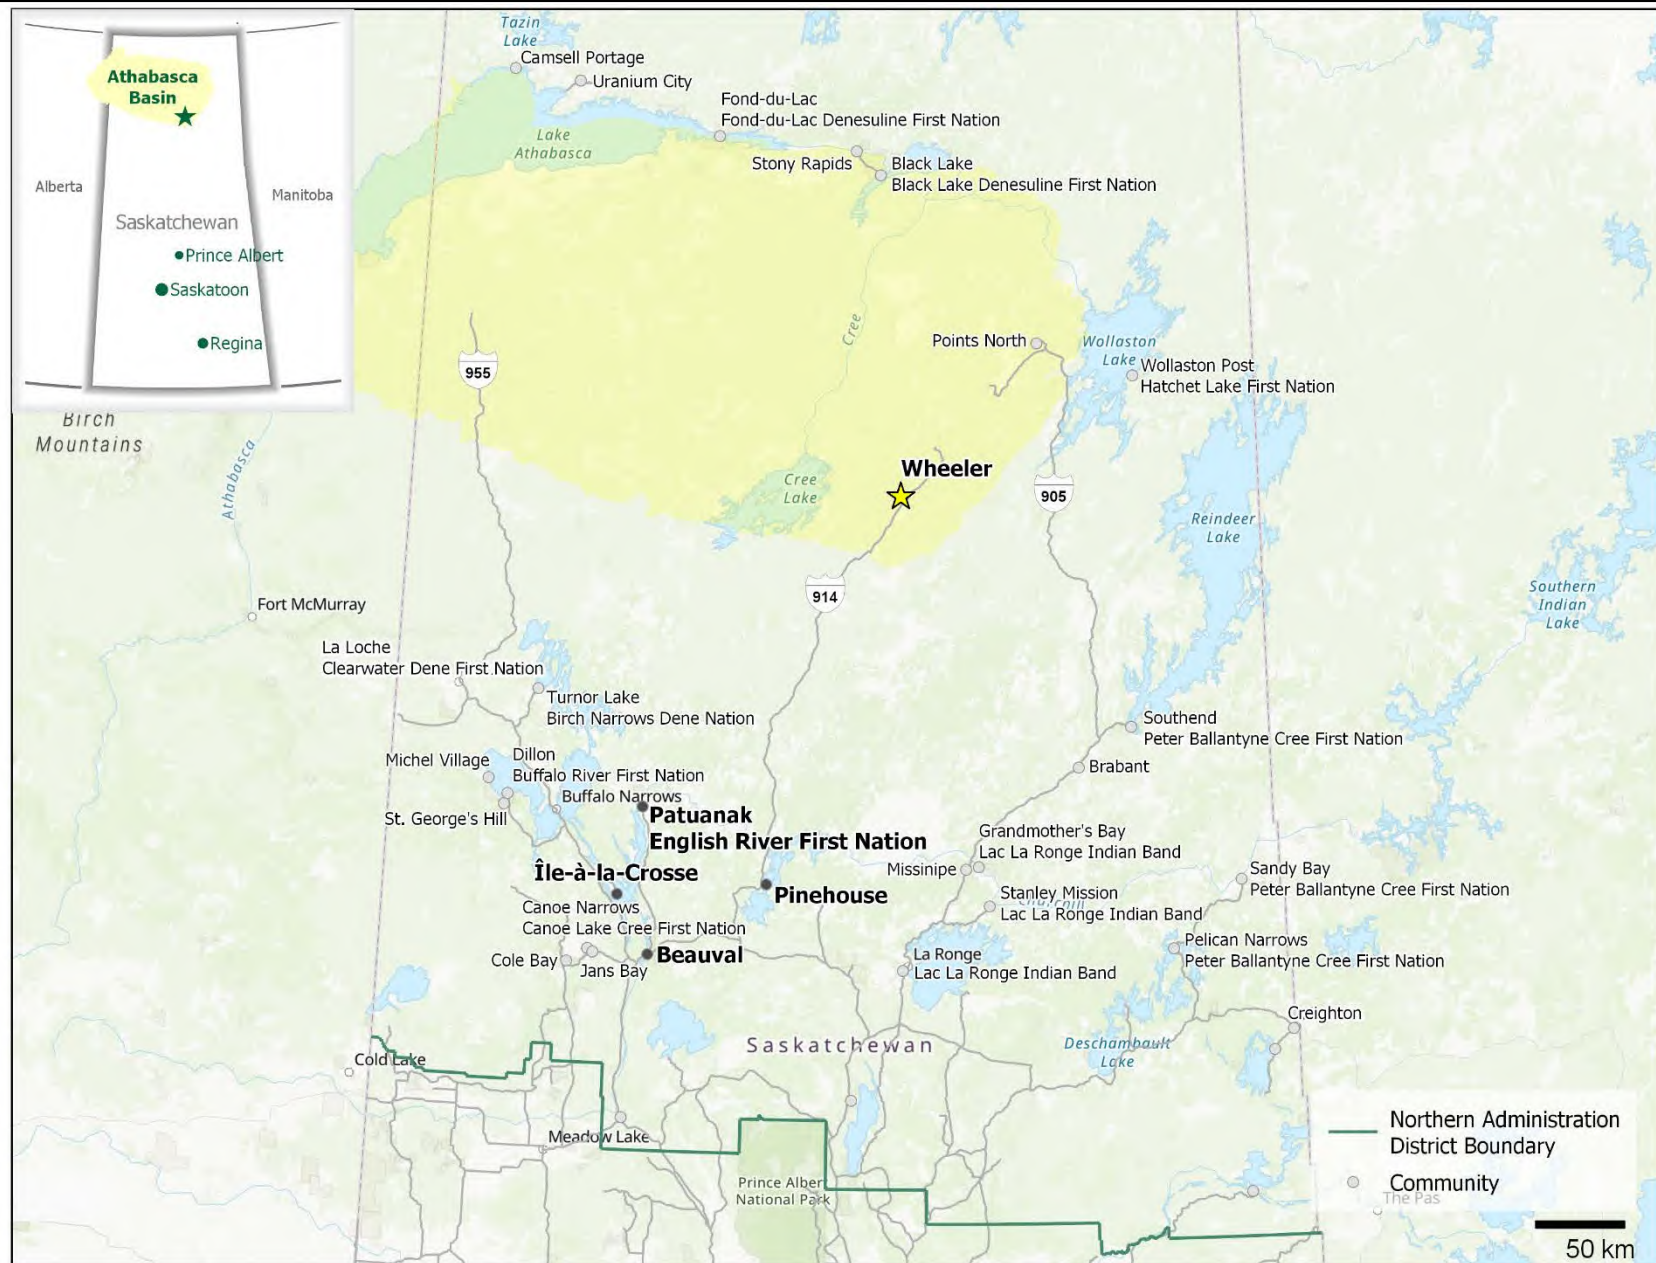 Athabasca
Basin
Alberta
Manitoba
Saskatchewan
Prince Albert
Saskatoon
Regina
Tazin
Lake
Camsell Portage
Uranium City
Fond-du-Lac
Fond-du-Lac Denesuline First Nation
Lake
Athabasca
Stony Rapids
Black Lake
Black Lake Denesuline First Nation
Cree
Points North
Wollaston
Lake
Wollaston Post
Hatchet Lake First Nation
955
Birch
Mountains
Athabasca
Wheeler
Cree
Lake
905
Reindeer
Lake
914
Southern
Indian
Lake
Fort McMurray
La Loche
Clearwater Dene First Nation
Turnor Lake
Birch Narrows Dene Nation
Southend
Peter Ballantyne Cree First Nation
Michel Village
Dillon
Buffalo River First Nation
Buffalo Narrows
Brabant
St. George's Hill
Patuanak
English River First Nation
Grandmother's Bay
Lac La Ronge Indian Band
Missinipe
Île-à-la-Crosse
Pinehouse
Sandy Bay
Peter Ballantyne Cree First Nation
Stanley Mission
Churchill
Lac La Ronge Indian Band
Canoe Narrows
Canoe Lake Cree First Nation
Cole Bay
Jans Bay
Beauval
La Ronge
Lac La Ronge Indian Band
Pelican Narrows
Peter Ballantyne Cree First Nation
Creighton
Saskatchewan
Deschambault
Lake
Cold Lake
Meadow Lake
Prince Alber
National Park
Northern Administration
District Boundary
Community
The Pas
50 km